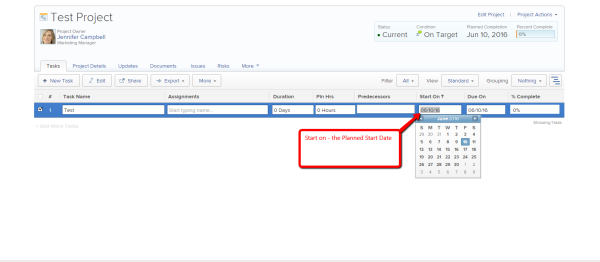 Test Project
Project Owner
Jennifer Campbell
Marketing Manager
Edit Project
Project Actions
Status
Current
Condition
On Target
Planned Completion
Jun 10, 2016
Percent Complete
0%
Tasks Project Details Updates Documents Issues Risks More
+ New Task Edit Share Export More Filter All View Standard Grouping Nothing
# Task Name Assignments Duration Pln Hrs Predecessors Start On Due On % Complete
1 Test Start typing name... 0 Days 0 Hours 06/10/16 06/10/16 0%
+ Add More Tasks
Showing 1 task
June 2016
S M T W T F S
29 30 31 1 2 3 4
5 6 7 8 9 10 11
12 13 14 15 16 17 18
19 20 21 22 23 24 25
26 27 28 29 30 1 2
3 4 5 6 7 8 9
Start on - the Planned Start Date